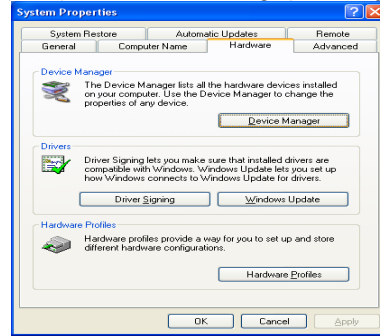 System Properties
System Restore Automatic Updates Remote
General Computer Name Hardware Advanced
Device Manager
The Device Manager lists all the hardware devices installed
on your computer. Use the Device Manager to change the
properties of any device.
Device Manager
Drivers
Driver Signing lets you make sure that installed drivers are
compatible with Windows. Windows Update lets you set up
how Windows connects to Windows Update for drivers.
Driver Signing Windows Update
Hardware Profiles
Hardware profiles provide a way for you to set up and store
different hardware configurations.
Hardware Profiles
OK Cancel Apply